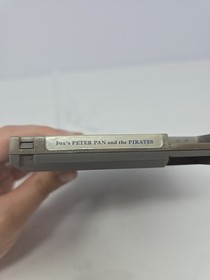 Fox's PETER PAN and the PIRATES